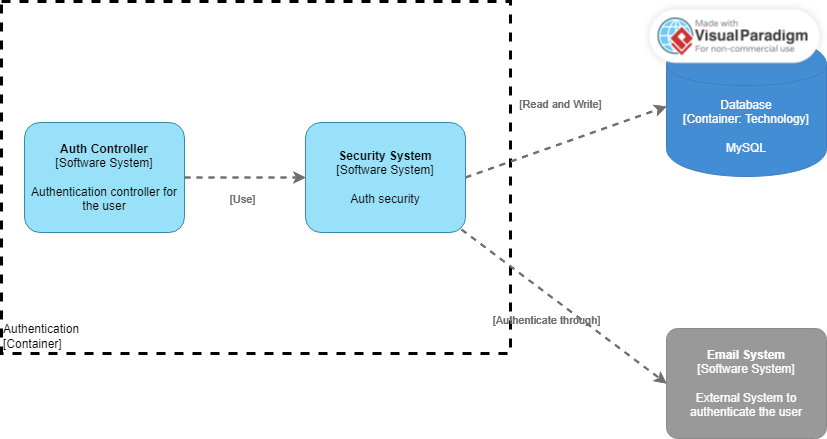 Made with
VisualParadigm
For non-commercial use
Database
[Container: Technology]
MySQL
[Read and Write]
Auth Controller
[Software System]
Authentication controller for
the user
[Use]
Security System
[Software System]
Auth security
[Authenticate through]
Authentication
[Container]
Email System
[Software System]
External System to
authenticate the user